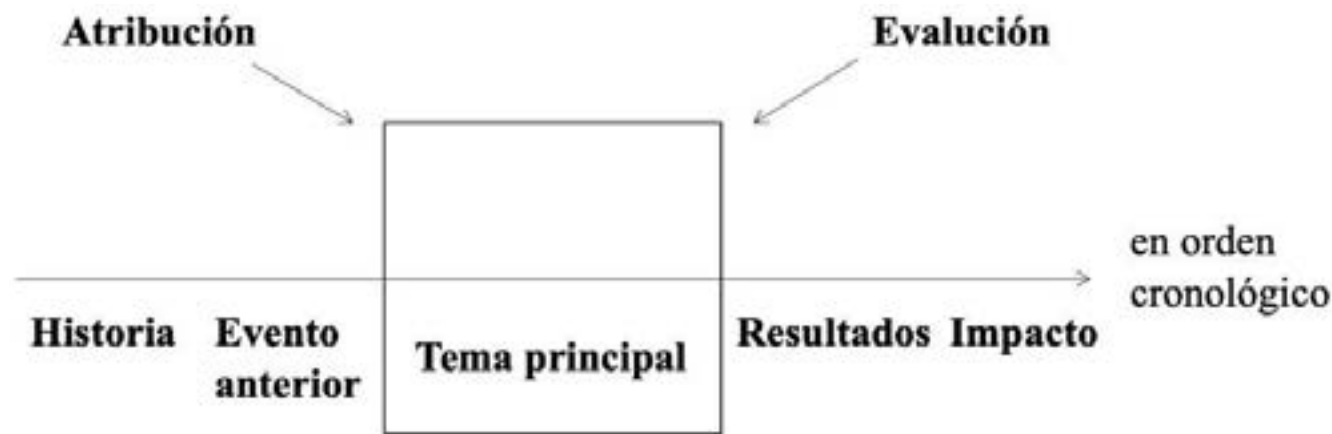 Atribución
Evalución
en orden
cronológico
Historia
Evento
anterior
Tema principal
Resultados
Impacto